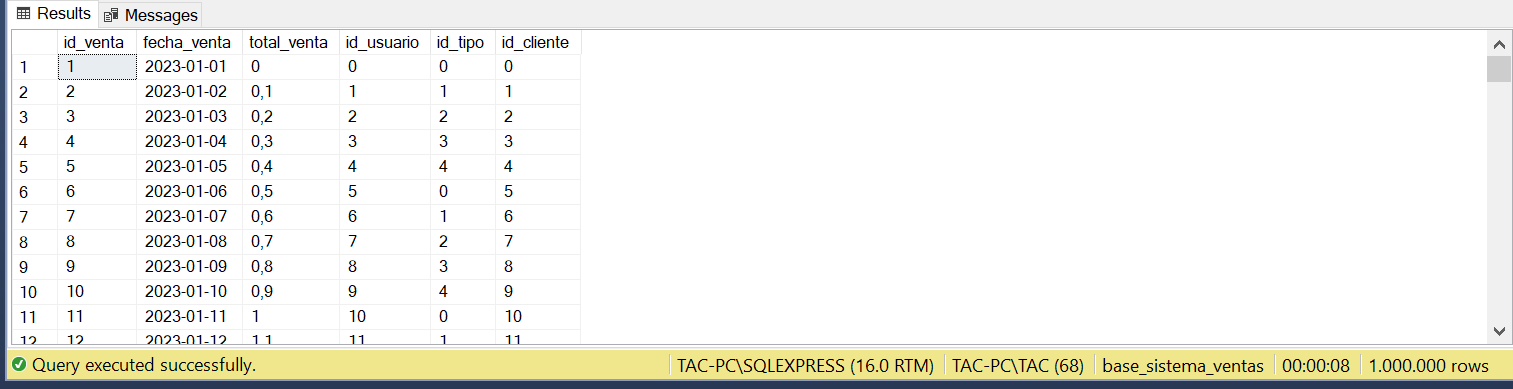 Results Messages
id_venta fecha_venta total_venta id_usuario id_tipo id_cliente
1 1 2023-01-01 0 0 0 0
2 2 2023-01-02 0,1 1 1 1
3 3 2023-01-03 0,2 2 2 2
4 4 2023-01-04 0,3 3 3 3
5 5 2023-01-05 0,4 4 4 4
6 6 2023-01-06 0,5 5 0 5
7 7 2023-01-07 0,6 6 1 6
8 8 2023-01-08 0,7 7 2 7
9 9 2023-01-09 0,8 8 3 8
10 10 2023-01-10 0,9 9 4 9
11 11 2023-01-11 1 10 0 10
12 12 2023-01-12 1,1 11 1 11
Query executed successfully. TAC-PC\SQLEXPRESS (16.0 RTM) TAC-PC\TAC (68) base_sistema_ventas 00:00:08 1.000.000 rows